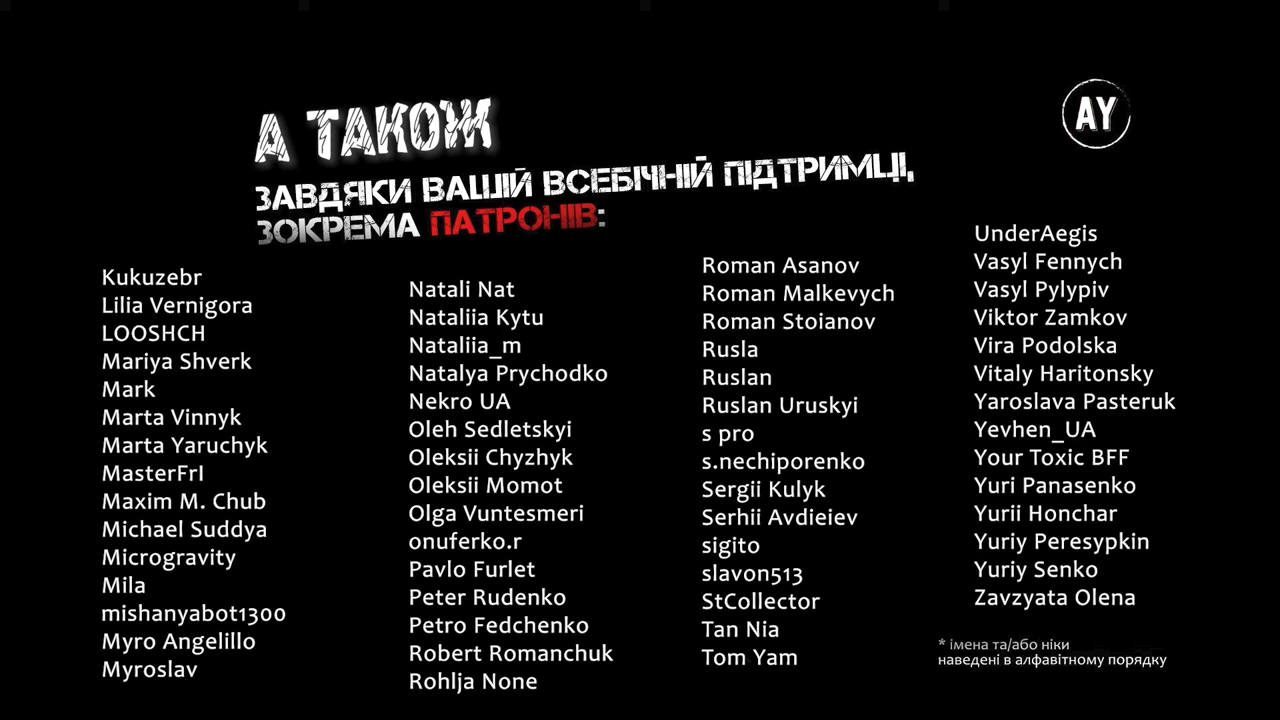 А ТАКОЖ
ЗАВДЯКИ ВАШІЙ ВСЕБІЧНІЙ ПІДТРИМЦІ,
ЗОКРЕМА ПАТРОНІВ:
AY
Kukuzebr
Lilia Vernigora
LOOSHCH
Mariya Shverk
Mark
Marta Vinnyk
Marta Yaruchyk
MasterFrI
Maxim M. Chub
Michael Suddya
Microgravity
Mila
mishanyabot1300
Myro Angelillo
Myroslav
Natali Nat
Nataliia Kytu
Nataliia_m
Natalya Prychodko
Nekro UA
Oleh Sedletskyi
Oleksii Chyzhyk
Oleksii Momot
Olga Vuntesmeri
onuferko.r
Pavlo Furlet
Peter Rudenko
Petro Fedchenko
Robert Romanchuk
Rohlja None
Roman Asanov
Roman Malkevych
Roman Stoianov
Rusla
Ruslan
Ruslan Uruskyi
s pro
s.nechiporenko
Sergii Kulyk
Serhii Avdieiev
sigito
slavon513
StCollector
Tan Nia
Tom Yam
UnderAegis
Vasyl Fennych
Vasyl Pylypiv
Viktor Zamkov
Vira Podolska
Vitaly Haritonsky
Yaroslava Pasteruk
Yevhen_UA
Your Toxic BFF
Yuri Panasenko
Yurii Honchar
Yuriy Peresypkin
Yuriy Senko
Zavzyata Olena
* імена та/або ніки
наведені в алфавітному порядку